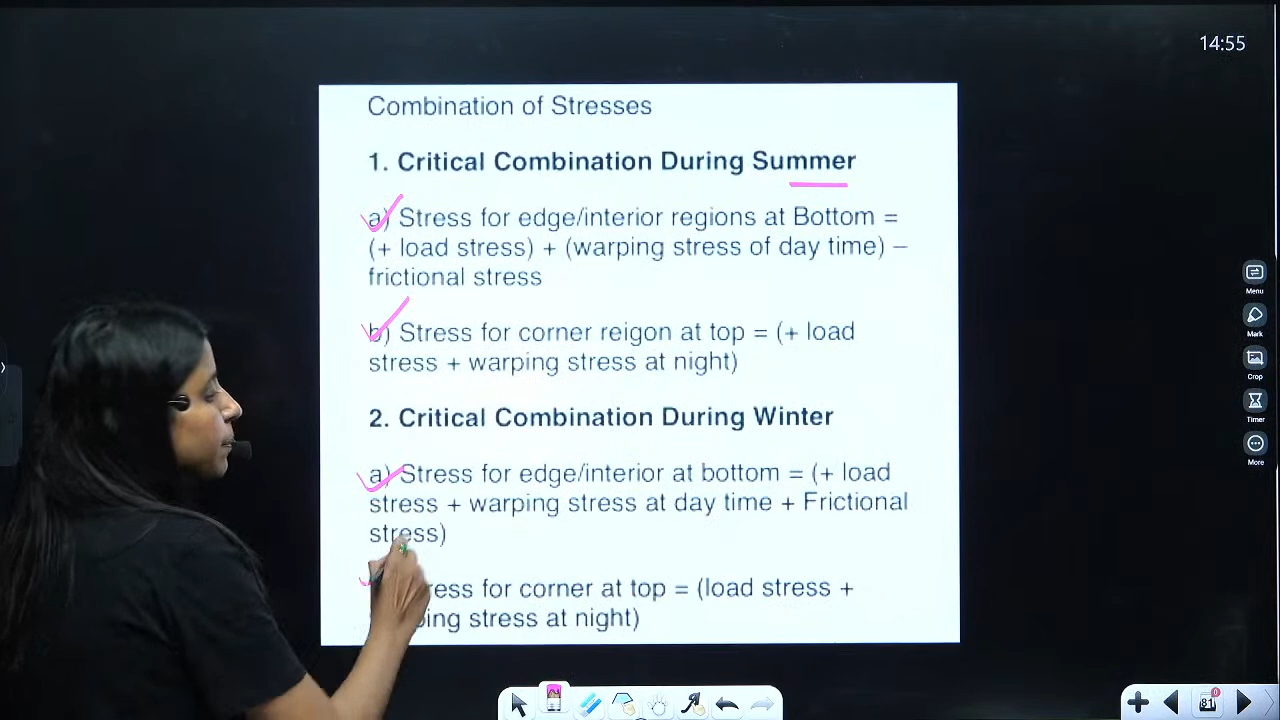 14:55
Combination of Stresses
1. Critical Combination During Summer
a) Stress for edge/interior regions at Bottom =
(+ load stress) + (warping stress of day time) –
frictional stress
b) Stress for corner reigon at top = (+ load
stress + warping stress at night)
2. Critical Combination During Winter
a) Stress for edge/interior at bottom = (+ load
stress + warping stress at day time + Frictional
stress)
for corner at top = (load stress +
stress at night)
Menu
Mark
Crop
Timer
More
81